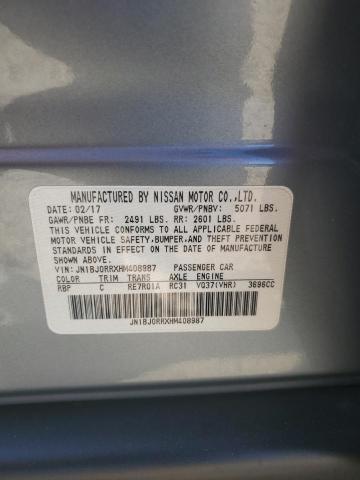 MANUFACTURED BY NISSAN MOTOR CO.,LTD.
DATE: 02/17 GVWR/PNBV: 5071 LBS.
GAWR/PNBE FR: 2491 LBS. RR: 2601 LBS.
THIS VEHICLE CONFORMS TO ALL APPLICABLE FEDERAL
MOTOR VEHICLE SAFETY,BUMPER,AND THEFT PREVENTION
STANDARDS IN EFFECT ON THE DATE OF MANUFACTURE
SHOWN ABOVE.
VIN: JN1BJ0RRXHM408987 PASSENGER CAR
COLOR TRIM TRANS AXLE ENGINE
RBP C RE7R01A RC31 VQ37(VHR) 3696CC
JN1BJ0RRXHM408987